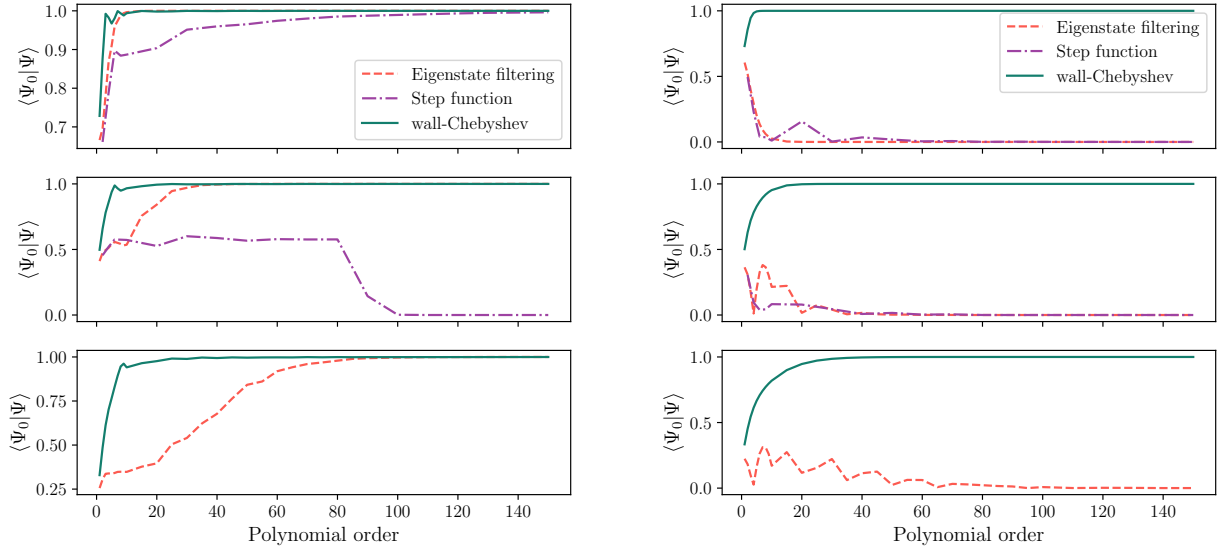 1.0
0.9
0.8
0.7
⟨Ψ₀|Ψ⟩
Eigenstate filtering
Step function
wall-Chebyshev
1.0
0.5
0.0
⟨Ψ₀|Ψ⟩
Eigenstate filtering
Step function
wall-Chebyshev
1.0
0.5
0.0
⟨Ψ₀|Ψ⟩
1.0
0.5
0.0
⟨Ψ₀|Ψ⟩
1.00
0.75
0.50
0.25
⟨Ψ₀|Ψ⟩
0 20 40 60 80 100 120 140
Polynomial order
1.0
0.5
0.0
⟨Ψ₀|Ψ⟩
0 20 40 60 80 100 120 140
Polynomial order